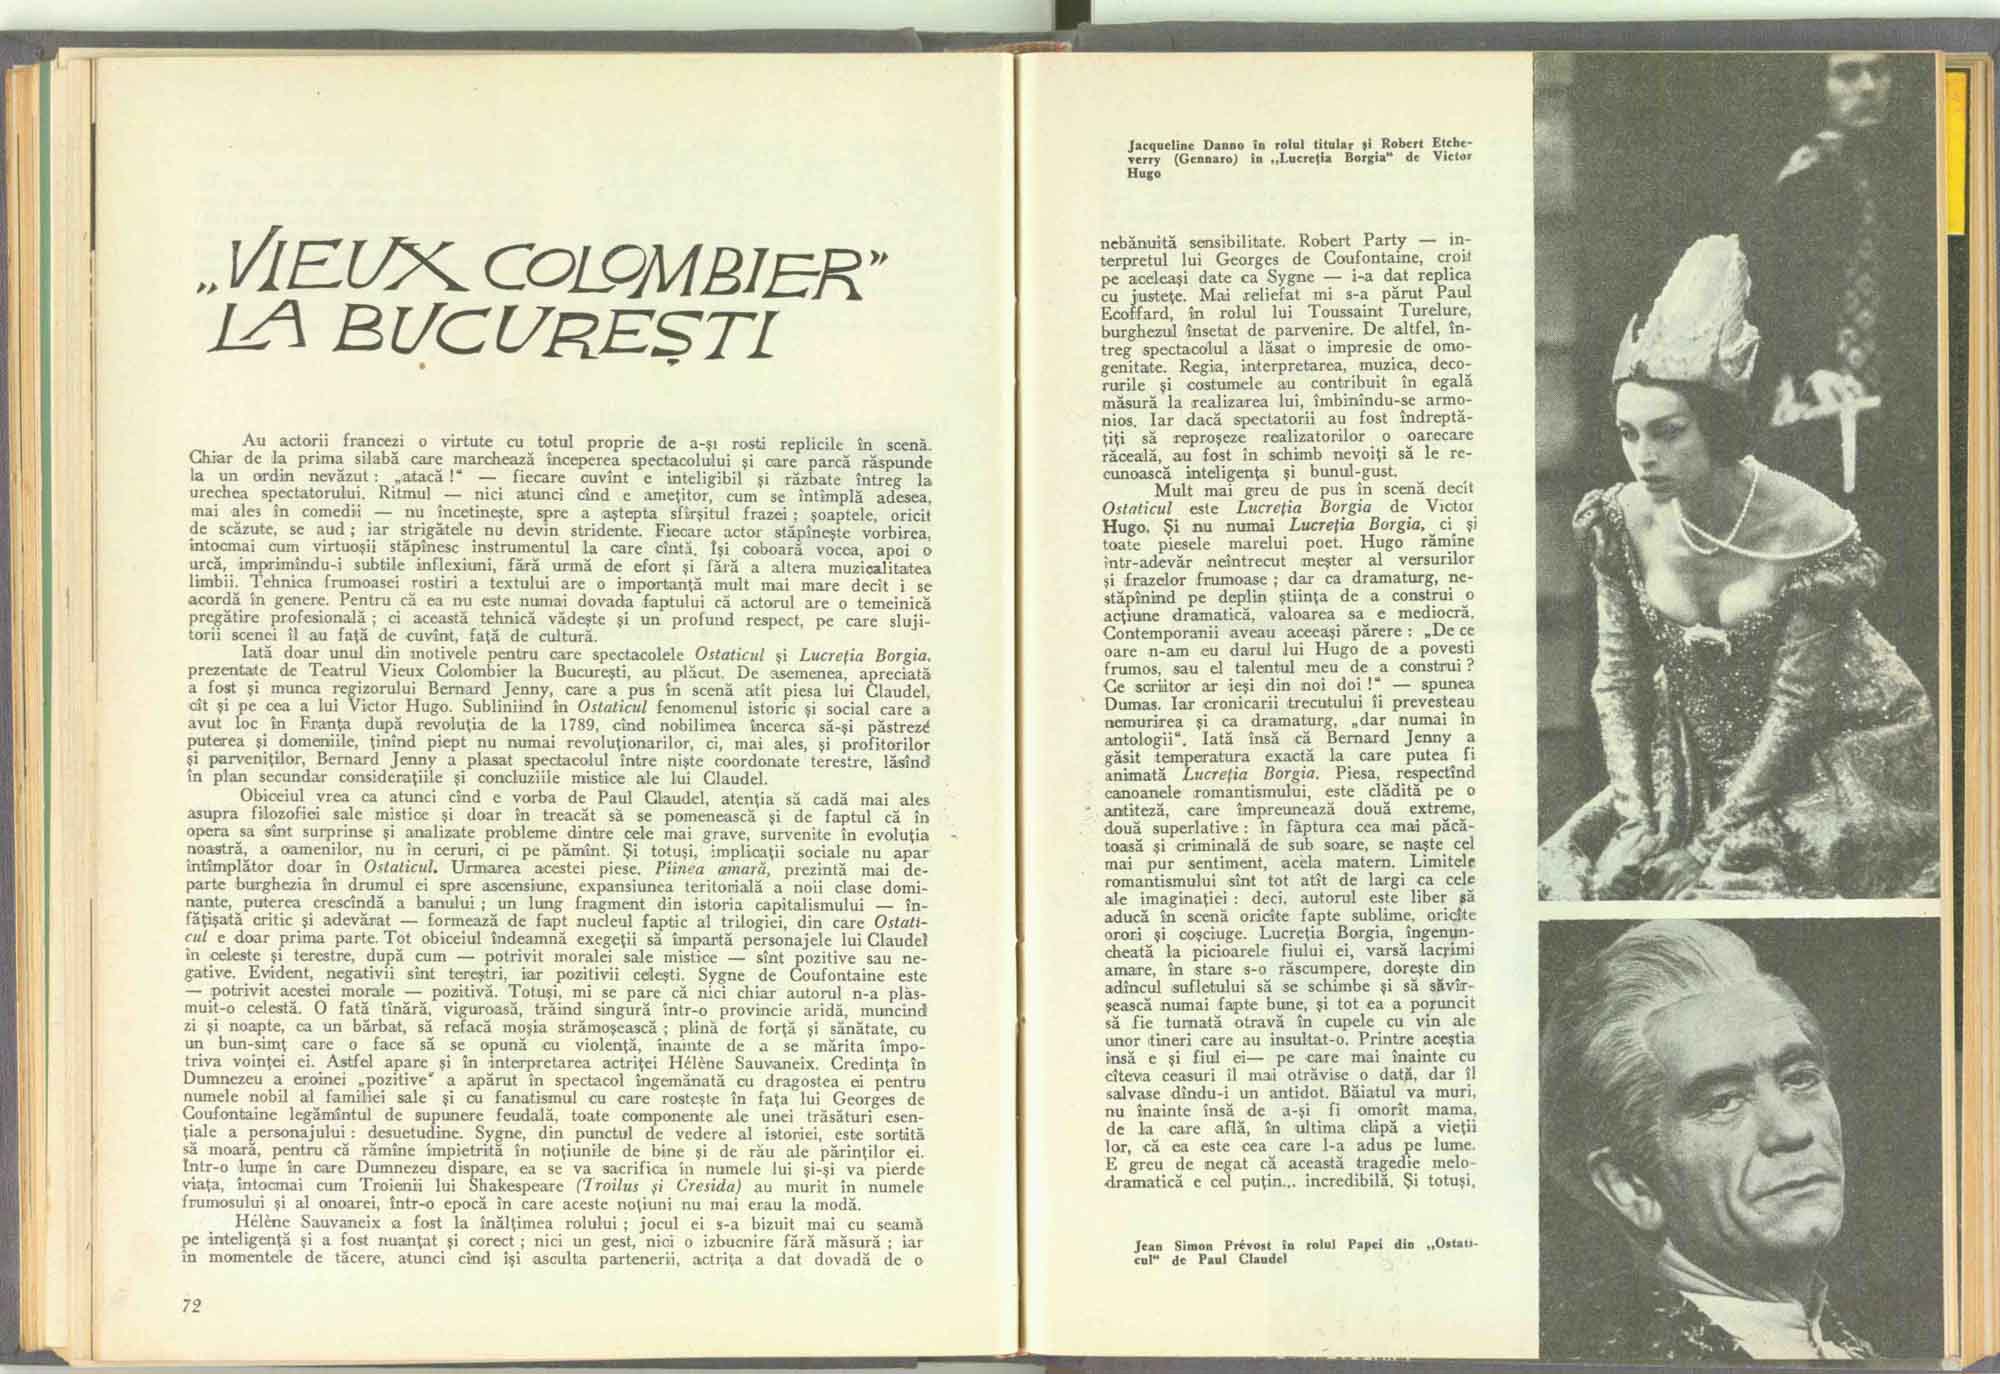 „VIEUX COLOMBIER”
LA BUCUREȘTI
Au actorii francezi o virtute cu totul proprie de a-și rosti replicile în scenă.
Chiar de la prima silabă care marchează începerea spectacolului și care parcă răspunde
la un ordin nevăzut : „atacă !“ — fiecare cuvînt e inteligibil și răzbate întreg la
urechea spectatorului. Ritmul — nici atunci cînd e amețitor, cum se întîmplă adesea,
mai ales în comedii — nu încetinește, spre a aștepta sfîrșitul frazei ; șoaptele, oricît
de scăzute, se aud ; iar strigătele nu devin stridente. Fiecare actor stăpînește vorbirea,
întocmai cum virtuoșii stăpînesc instrumentul la care cîntă. Își coboară vocea, apoi o
urcă, imprimîndu-i subtile inflexiuni, fără urmă de efort și fără a altera muzicalitatea
limbii. Tehnica frumoasei rostiri a textului are o importanță mult mai mare decît i se
acordă în genere. Pentru că ea nu este numai dovada faptului că actorul are o temeinică
pregătire profesională ; ci această tehnică vădește și un profund respect, pe care sluji-
torii scenei îl au față de cuvînt, față de cultură.
Iată doar unul din motivele pentru care spectacolele Ostaticul și Lucreția Borgia,
prezentate de Teatrul Vieux Colombier la București, au plăcut. De asemenea, apreciată
a fost și munca regizorului Bernard Jenny, care a pus în scenă atît piesa lui Claudel,
cît și pe cea a lui Victor Hugo. Subliniind în Ostaticul fenomenul istoric și social care a
avut loc în Franța după revoluția de la 1789, cînd nobilimea încerca să-și păstreze
puterea și domeniile, ținînd piept nu numai revoluționarilor, ci, mai ales, și profitorilor
și parveniților, Bernard Jenny a plasat spectacolul între niște coordonate terestre, lăsînd
în plan secundar considerațiile și concluziile mistice ale lui Claudel.
Obiceiul vrea ca atunci cînd e vorba de Paul Claudel, atenția să cadă mai ales
asupra filozofiei sale mistice și doar în treacăt să se pomenească și de faptul că în
opera sa sînt surprinse și analizate probleme dintre cele mai grave, survenite în evoluția
noastră, a oamenilor, nu în ceruri, ci pe pămînt. Și totuși, implicații sociale nu apar
întîmplător doar în Ostaticul. Urmarea acestei piese, Pîinea amară, prezintă mai de-
parte burghezia în drumul ei spre ascensiune, expansiunea teritorială a noii clase domi-
nante, puterea crescîndă a banului ; un lung fragment din istoria capitalismului — în-
fățișată critic și adevărat — formează de fapt nucleul faptic al trilogiei, din care Ostati-
cul e doar prima parte. Tot obiceiul îndeamnă exegeții să împartă personajele lui Claudel
în celeste și terestre, după cum — potrivit moralei sale mistice — sînt pozitive sau ne-
gative. Evident, negativii sînt tereștri, iar pozitivii celești. Sygne de Coufontaine este
— potrivit acestei morale — pozitivă. Totuși, mi se pare că nici chiar autorul n-a plăs-
muit-o celestă. O fată tînără, viguroasă, trăind singură într-o provincie aridă, muncind
zi și noapte, ca un bărbat, să refacă moșia strămoșească ; plină de forță și sănătate, cu
un bun-simț care o face să se opună cu violență, înainte de a se mărita împo-
triva voinței ei. Astfel apare și în interpretarea actriței Hélène Sauvaneix. Credința în
Dumnezeu a eroinei „pozitive“ a apărut în spectacol îngemănată cu dragostea ei pentru
numele nobil al familiei sale și cu fanatismul cu care rostește în fața lui Georges de
Coufontaine legămîntul de supunere feudală, toate componente ale unei trăsături esen-
țiale a personajului : desuetudine. Sygne, din punctul de vedere al istoriei, este sortită
să moară, pentru că rămîne împietrită în noțiunile de bine și de rău ale părinților ei.
Într-o lume în care Dumnezeu dispare, ea se va sacrifica în numele lui și-și va pierde
viața, întocmai cum Troienii lui Shakespeare (Troilus și Cresida) au murit în numele
frumosului și al onoarei, într-o epocă în care aceste noțiuni nu mai erau la modă.
Hélène Sauvaneix a fost la înălțimea rolului ; jocul ei s-a bizuit mai cu seamă
pe inteligență și a fost nuanțat și corect ; nici un gest, nici o izbucnire fără măsură ; iar
în momentele de tăcere, atunci cînd își asculta partenerii, actrița a dat dovadă de o
72
Jacqueline Danno în rolul titular și Robert Etche-
verry (Gennaro) în „Lucreția Borgia“ de Victor
Hugo
nebănuită sensibilitate. Robert Party — in-
terpretul lui Georges de Coufontaine, croit
pe aceleași date ca Sygne — i-a dat replica
cu justețe. Mai reliefat mi s-a părut Paul
Ecoffard, în rolul lui Toussaint Turelure,
burghezul însetat de parvenire. De altfel, în-
treg spectacolul a lăsat o impresie de omo-
genitate. Regia, interpretarea, muzica, deco-
rurile și costumele au contribuit în egală
măsură la realizarea lui, îmbinîndu-se armo-
nios. Iar dacă spectatorii au fost îndreptă-
țiți să reproșeze realizatorilor o oarecare
răceală, au fost în schimb nevoiți să le re-
cunoască inteligența și bunul-gust.
Mult mai greu de pus în scenă decît
Ostaticul este Lucreția Borgia de Victor
Hugo. Și nu numai Lucreția Borgia, ci și
toate piesele marelui poet. Hugo rămîne
într-adevăr neîntrecut meșter al versurilor
și frazelor frumoase ; dar ca dramaturg, ne-
stăpînind pe deplin știința de a construi o
acțiune dramatică, valoarea sa e mediocră.
Contemporanii aveau aceeași părere : „De ce
oare n-am eu darul lui Hugo de a povesti
frumos, sau el talentul meu de a construi ?
Ce scriitor ar ieși din noi doi !“ — spunea
Dumas. Iar cronicarii trecutului îi prevesteau
nemurirea și ca dramaturg, „dar numai în
antologii“. Iată însă că Bernard Jenny a
găsit temperatura exactă la care putea fi
animată Lucreția Borgia. Piesa, respectînd
canoanele romantismului, este clădită pe o
antiteză, care împreunează două extreme,
două superlative : în făptura cea mai păcă-
toasă și criminală de sub soare, se naște cel
mai pur sentiment, acela matern. Limitele
romantismului sînt tot atît de largi ca cele
ale imaginației : deci, autorul este liber să
aducă în scenă oricîte fapte sublime, oricîte
orori și coșciuge. Lucreția Borgia, îngenun-
cheată la picioarele fiului ei, varsă lacrimi
amare, în stare s-o răscumpere, dorește din
adîncul sufletului să se schimbe și să săvîr-
șească numai fapte bune, și tot ea a poruncit
să fie turnată otravă în cupele cu vin ale
unor tineri care au insultat-o. Printre aceștia
însă e și fiul ei— pe care mai înainte cu
cîteva ceasuri îl mai otrăvise o dată, dar îl
salvase dîndu-i un antidot. Băiatul va muri,
nu înainte însă de a-și fi omorît mama,
de la care află, în ultima clipă a vieții
lor, că ea este cea care l-a adus pe lume.
E greu de negat că această tragedie melo-
dramatică e cel puțin... incredibilă. Și totuși,
Jean Simon Prévost în rolul Papei din „Ostati-
cul“ de Paul Claudel